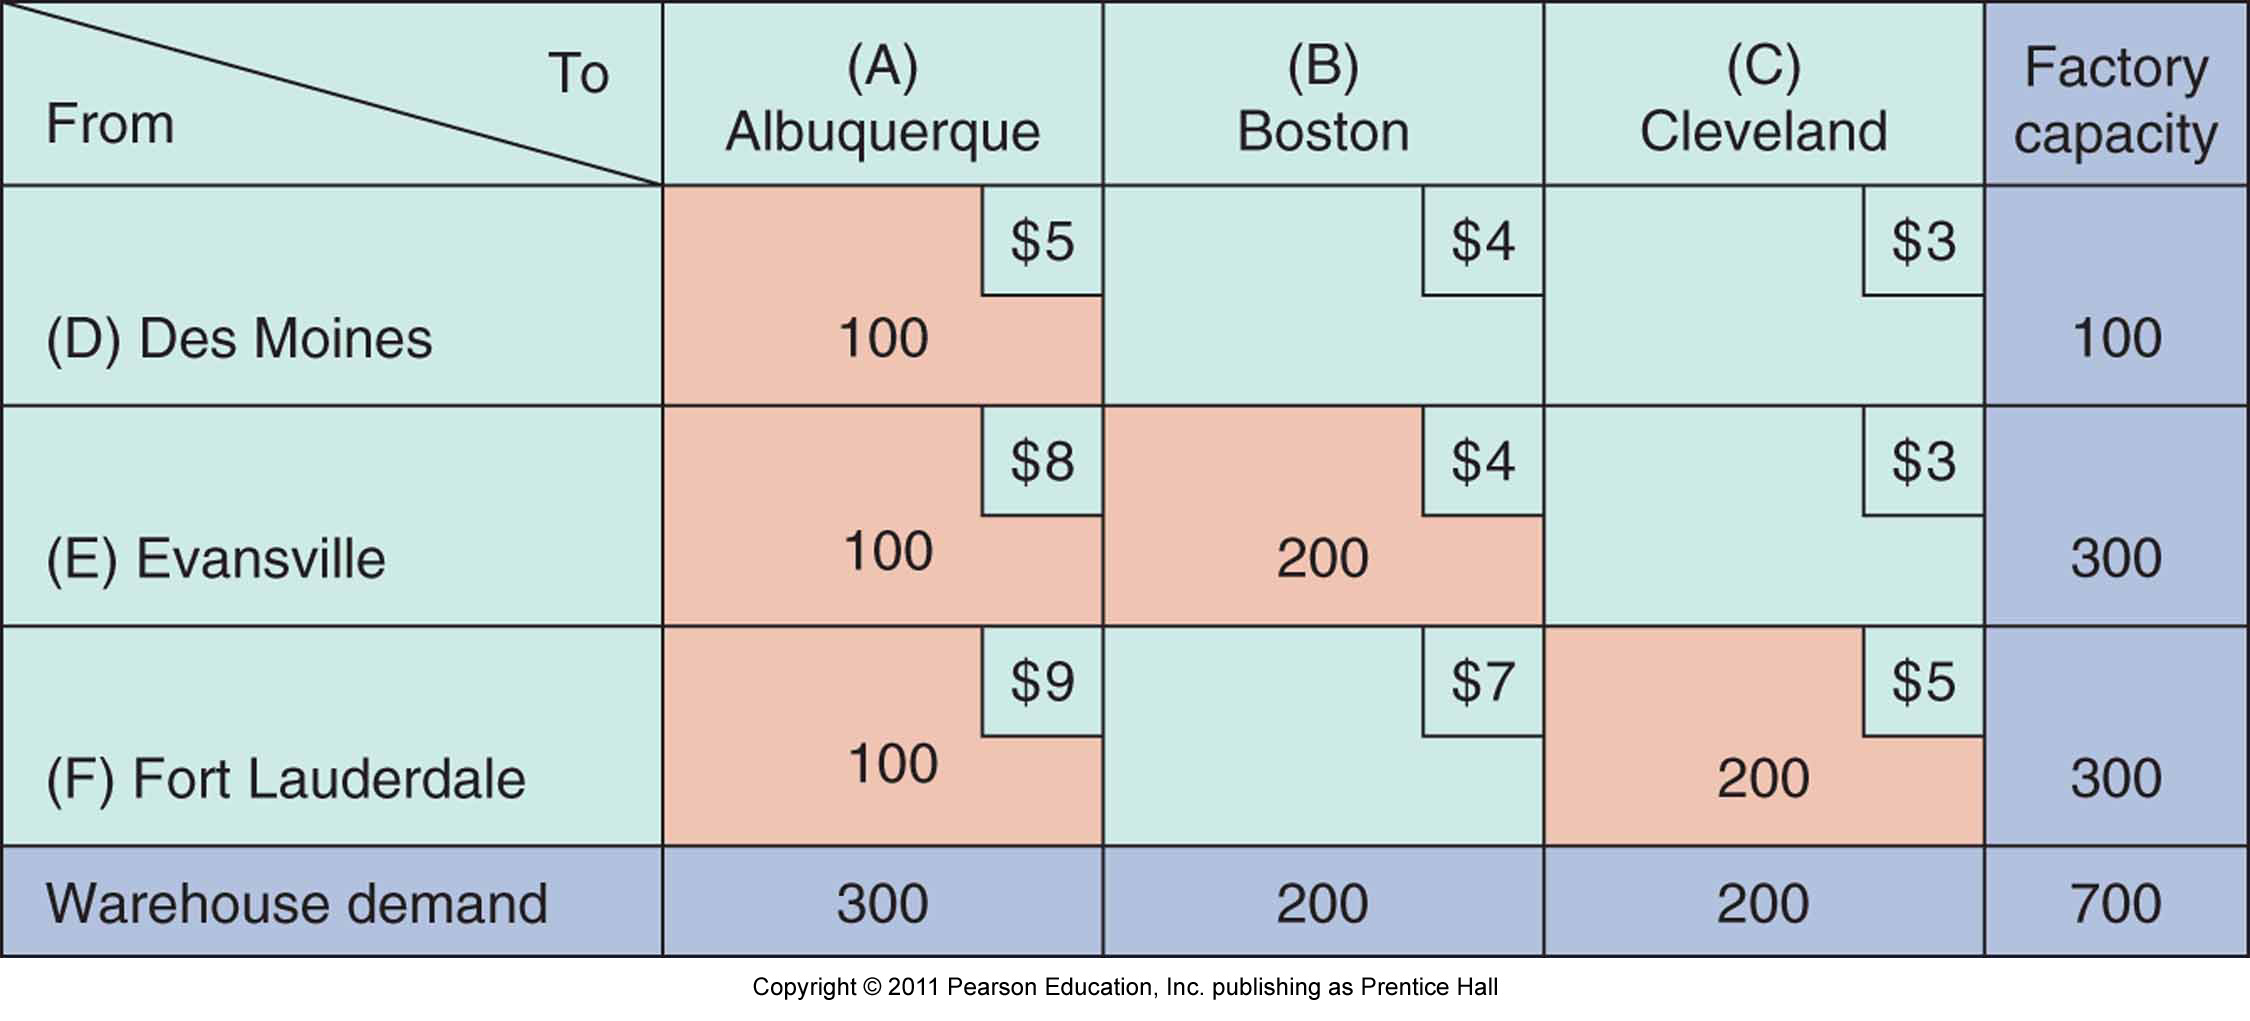 To
From
(A)
Albuquerque
(B)
Boston
(C)
Cleveland
Factory
capacity
(D) Des Moines
$5
100
$4
$3
100
(E) Evansville
$8
100
$4
200
$3
300
(F) Fort Lauderdale
$9
100
$7
$5
200
300
Warehouse demand
300
200
200
700
Copyright © 2011 Pearson Education, Inc. publishing as Prentice Hall